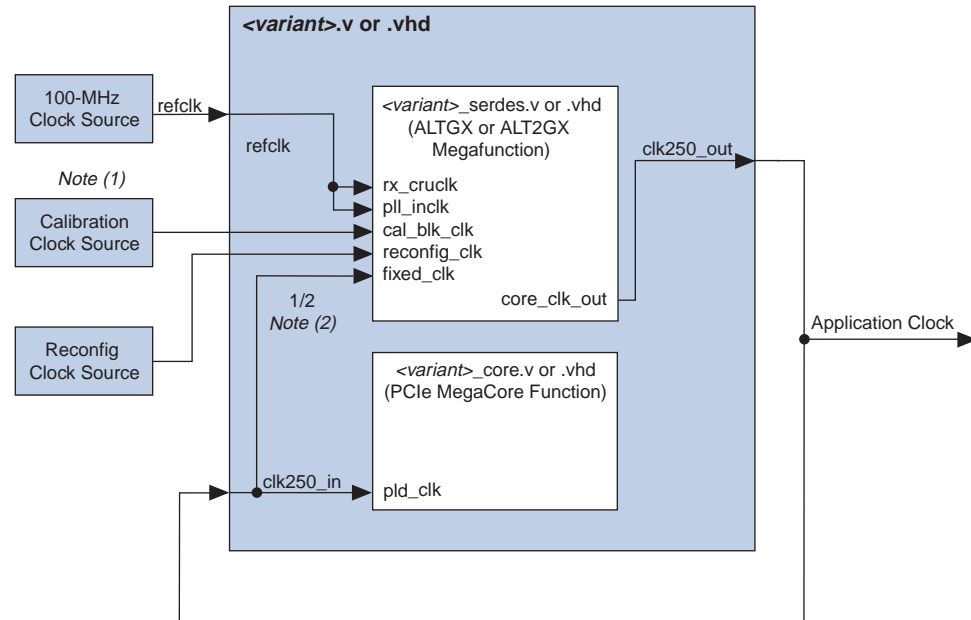 <variant>.v or .vhd
100-MHz
Clock Source
refclk
refclk
<variant>_serdes.v or .vhd
(ALTGX or ALT2GX
Megafunction)
clk250_out
Note (1)
rx_cruclk
pll_inclk
Calibration
Clock Source
cal_blk_clk
reconfig_clk
fixed_clk
1/2
Note (2)
core_clk_out
Application Clock
Reconfig
Clock Source
<variant>_core.v or .vhd
(PCIe MegaCore Function)
clk250_in
pld_clk